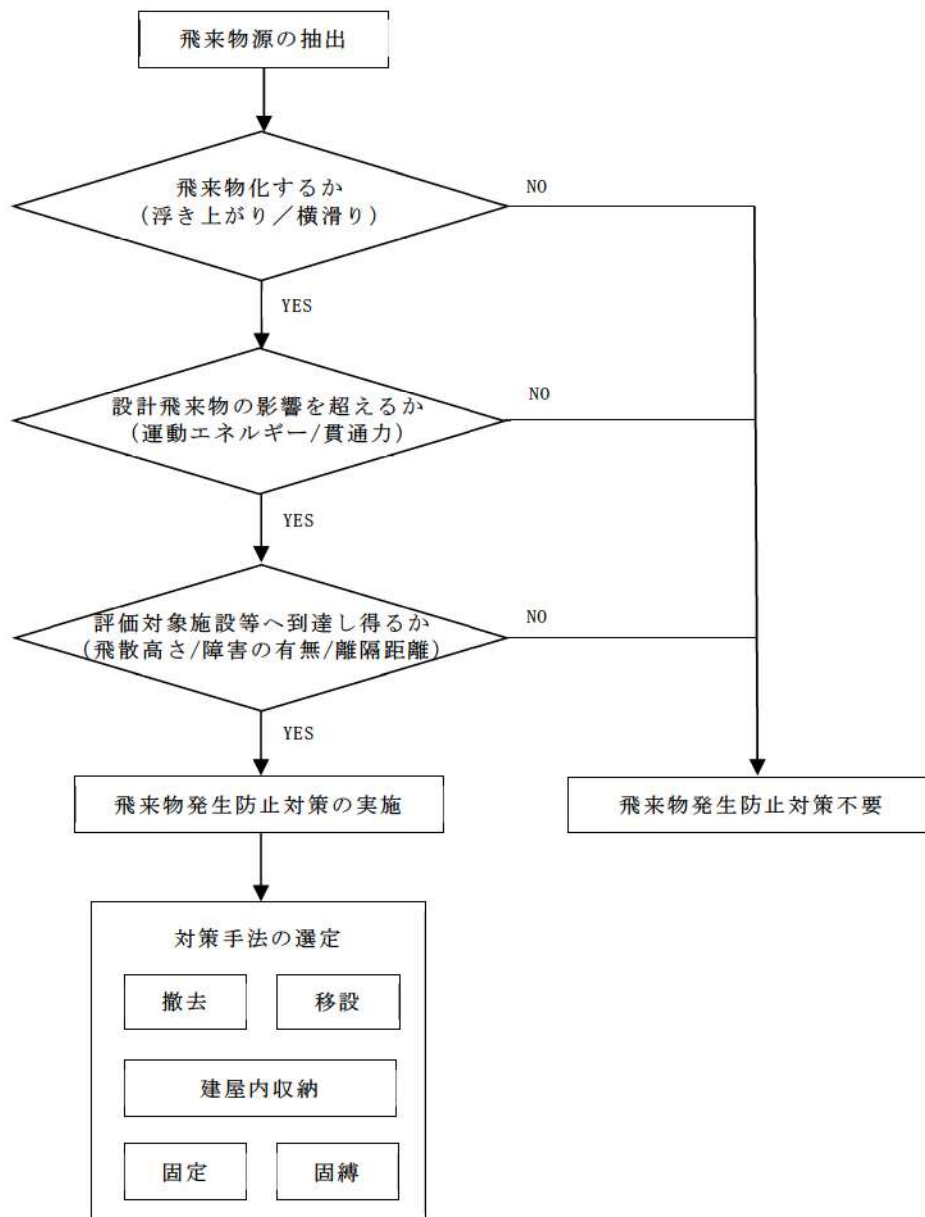 飛来物源の抽出
飛来物化するか
(浮き上がり／横滑り)
NO
YES
設計飛来物の影響を超えるか
(運動エネルギー/貫通力)
NO
YES
評価対象施設等へ到達し得るか
(飛散高さ/障害の有無/離隔距離)
NO
YES
飛来物発生防止対策の実施
飛来物発生防止対策不要
対策手法の選定
撤去
移設
建屋内収納
固定
固縛